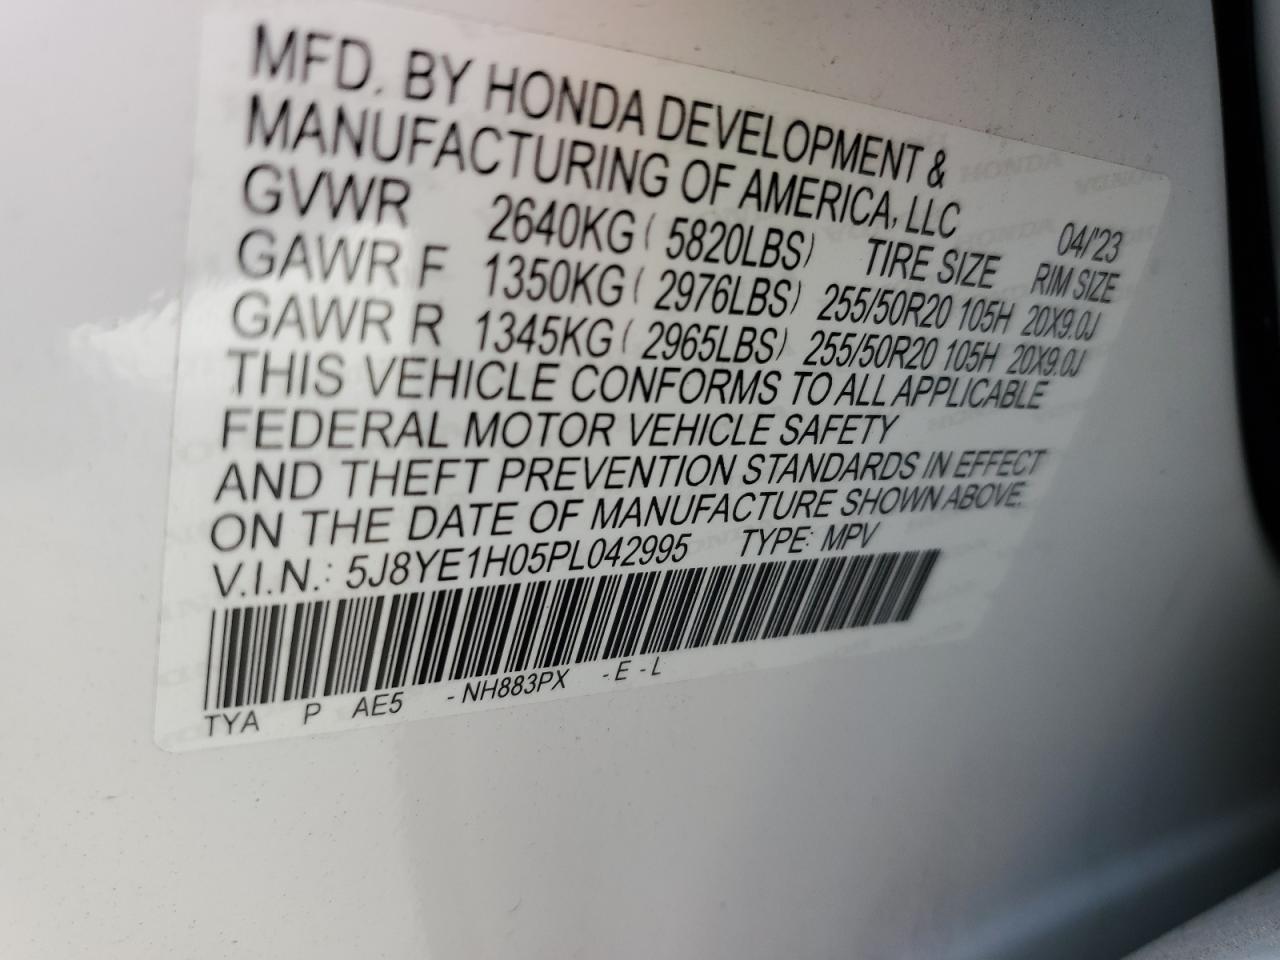 MFD. BY HONDA DEVELOPMENT &
MANUFACTURING OF AMERICA, LLC 04/'23
GVWR 2640KG ( 5820LBS) TIRE SIZE RIM SIZE
GAWR F 1350KG ( 2976LBS) 255/50R20 105H 20X9.0J
GAWR R 1345KG ( 2965LBS) 255/50R20 105H 20X9.0J
THIS VEHICLE CONFORMS TO ALL APPLICABLE
FEDERAL MOTOR VEHICLE SAFETY
AND THEFT PREVENTION STANDARDS IN EFFECT
ON THE DATE OF MANUFACTURE SHOWN ABOVE.
V.I.N.: 5J8YE1H05PL042995 TYPE: MPV
TYA P AE5 -NH883PX -E-L